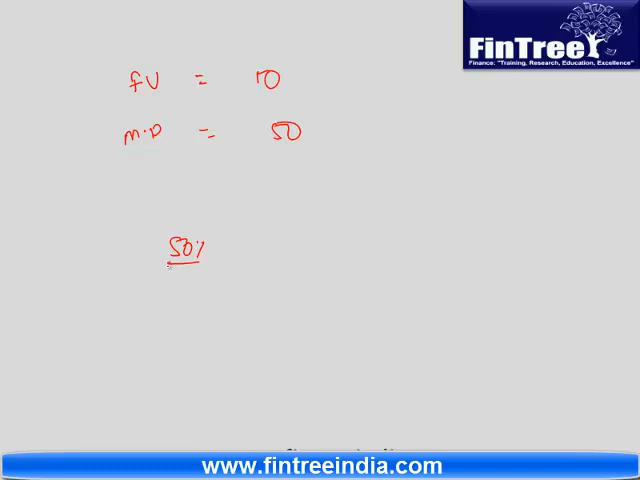 FinTree
Finance: "Training, Research, Education, Excellence"
FV = 10
M.P = 50
50%
www.fintreeindia.com